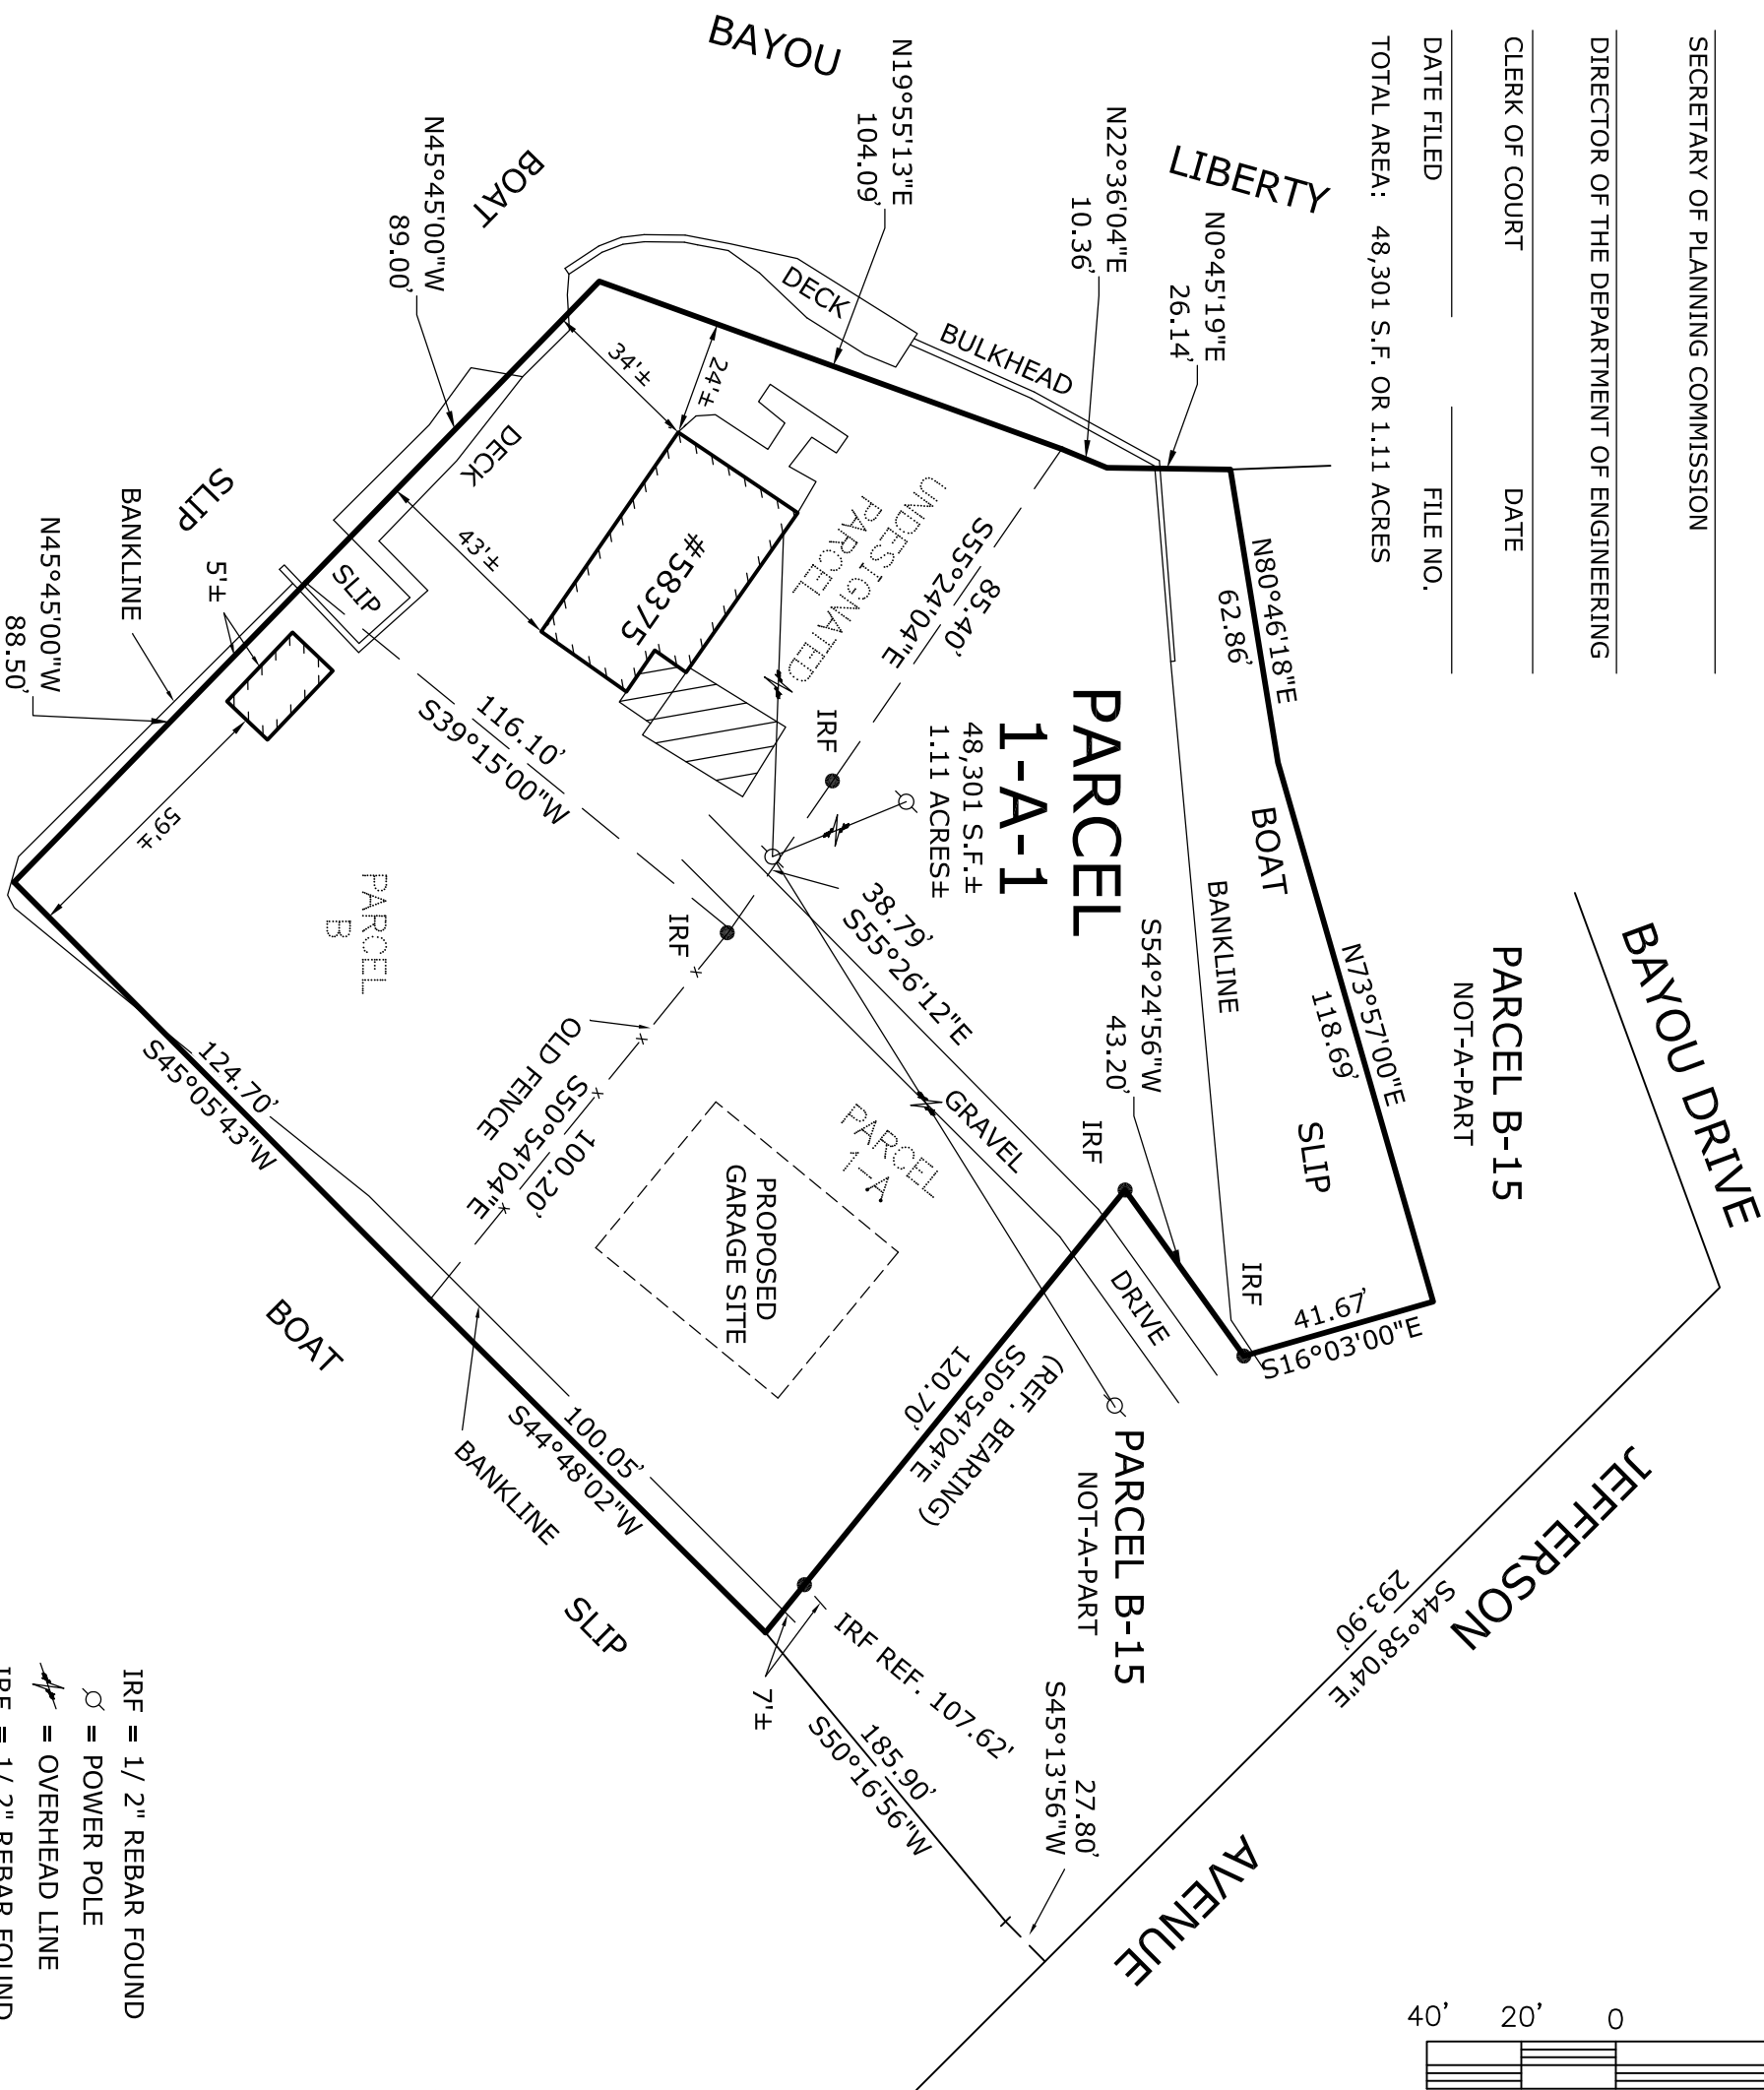 SECRETARY OF PLANNING COMMISSION
DIRECTOR OF THE DEPARTMENT OF ENGINEERING
CLERK OF COURT DATE
DATE FILED FILE NO.
TOTAL AREA: 48,301 S.F. OR 1.11 ACRES
BAYOU DRIVE
PARCEL B-15
NOT-A-PART
JEFFERSON
AVENUE
S44°58'04"E
293.90'
LIBERTY
BAYOU
N0°45'19"E
26.14'
N22°36'04"E
10.36'
N19°55'13"E
104.09'
N80°46'18"E
62.86'
N73°57'00"E
118.69'
BOAT
SLIP
BANKLINE
41.67'
S16°03'00"E
IRF
S54°24'56"W
43.20'
IRF
PARCEL
1-A-1
48,301 S.F.±
1.11 ACRES±
BULKHEAD
DECK
24'±
34'±
#58375
UNDESIGNATED
PARCEL
85.40'
S55°24'04"E
IRF
38.79'
S55°26'12"E
GRAVEL
DRIVE
PARCEL
1-A
PROPOSED
GARAGE SITE
(REF. BEARING)
S50°54'04"E
120.70'
PARCEL B-15
NOT-A-PART
IRF REF. 107.62'
7'±
27.80'
S45°13'56"W
185.90'
S50°16'56"W
BOAT
SLIP
N45°45'00"W
89.00'
DECK
43'±
SLIP
5'±
BANKLINE
N45°45'00"W
88.50'
59'±
116.10'
S39°15'00"W
IRF
PARCEL
B
OLD FENCE
100.20'
S50°54'04"E
124.70'
S45°05'43"W
100.05'
S44°48'02"W
BANKLINE
BOAT
SLIP
IRF = 1/ 2" REBAR FOUND
= POWER POLE
= OVERHEAD LINE
IRF = 1/ 2" REBAR FOUND
40' 20' 0